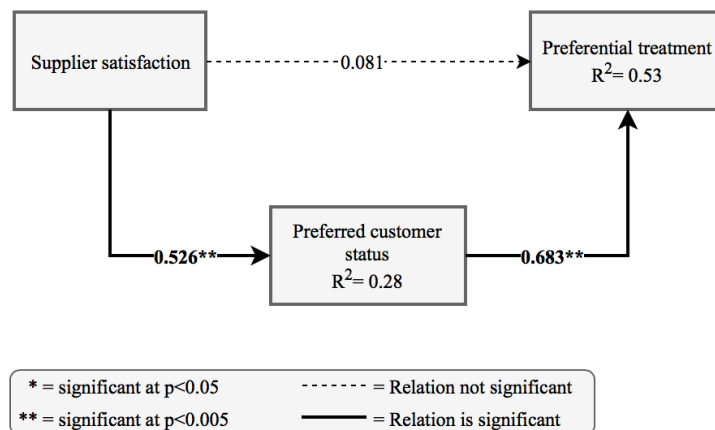 Supplier satisfaction
0.081
Preferential treatment
R²= 0.53
0.526**
Preferred customer
status
R²= 0.28
0.683**
* = significant at p<0.05
= Relation not significant
** = significant at p<0.005
= Relation is significant